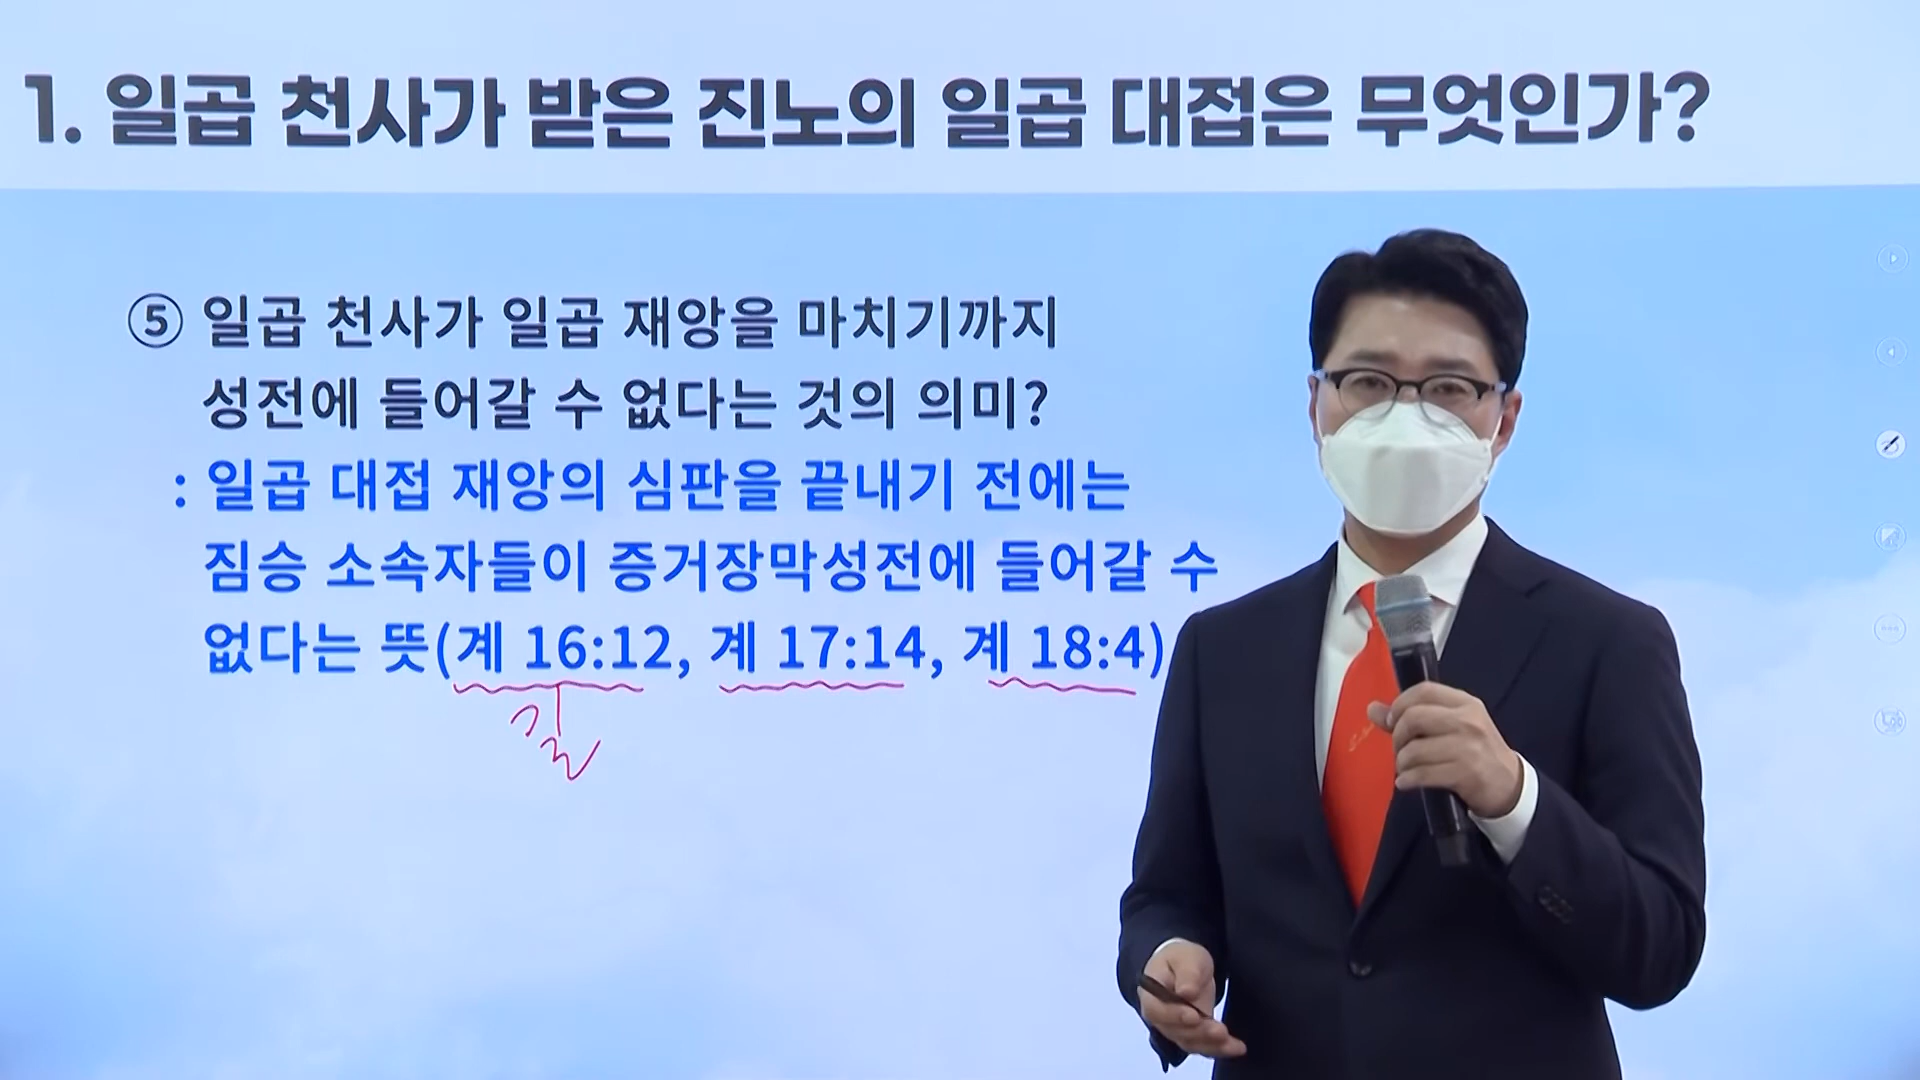 1. 일곱 천사가 받은 진노의 일곱 대접은 무엇인가?
⑤ 일곱 천사가 일곱 재앙을 마치기까지
성전에 들어갈 수 없다는 것의 의미?
: 일곱 대접 재앙의 심판을 끝내기 전에는
짐승 소속자들이 증거장막성전에 들어갈 수
없다는 뜻(계 16:12, 계 17:14, 계 18:4)
길